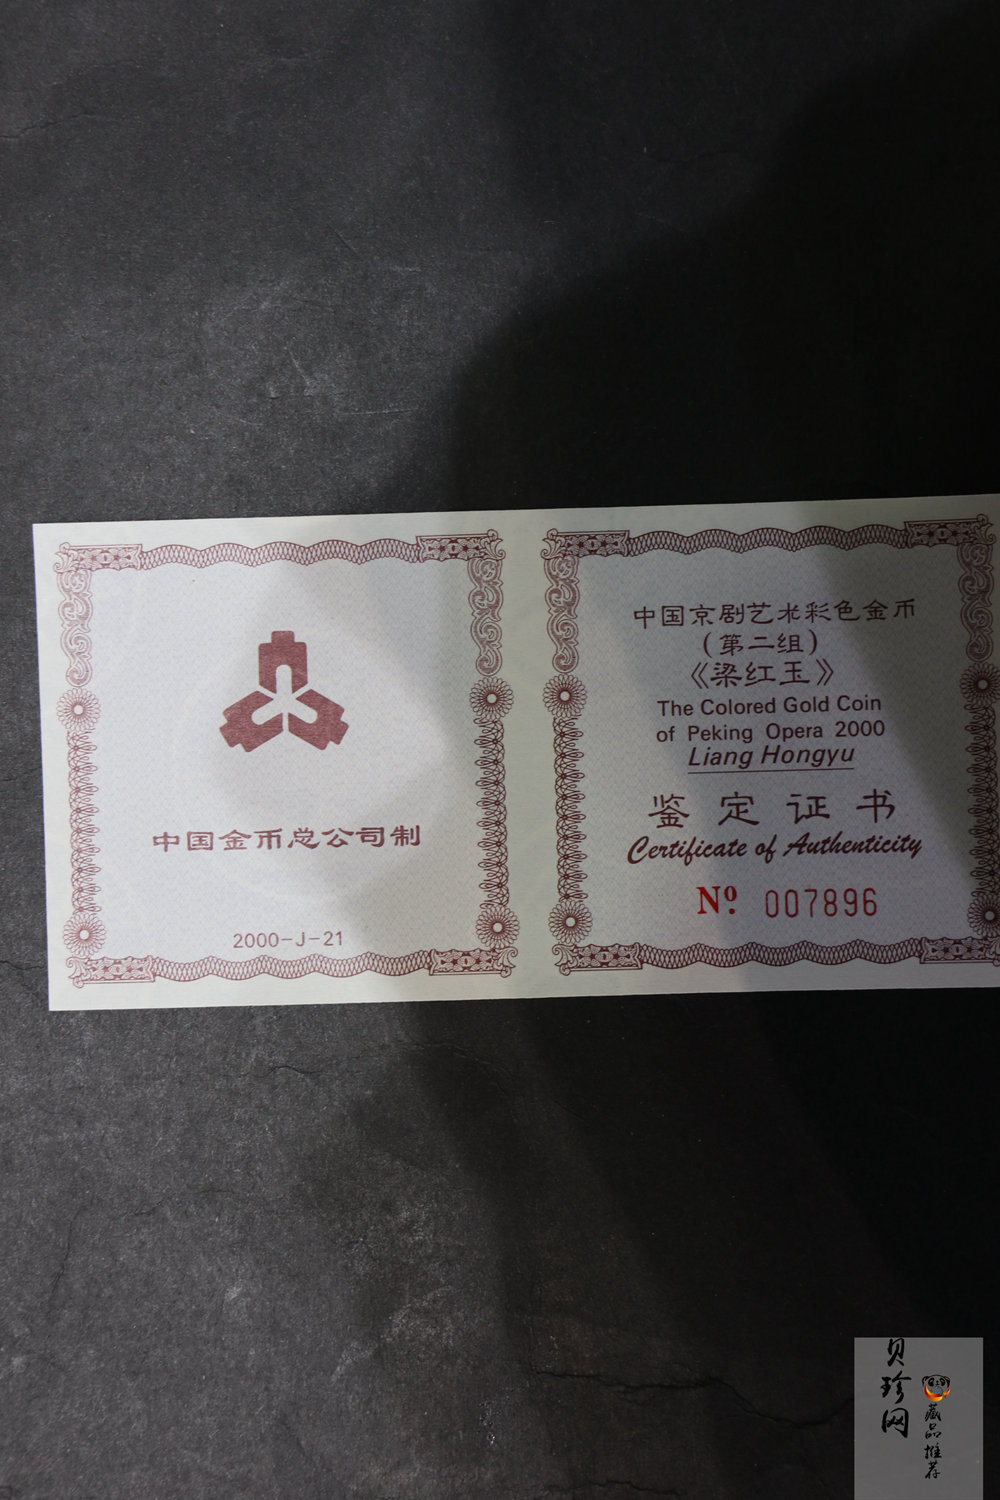 中国金币总公司制
2000-J-21
中国京剧艺术彩色金币
(第二组)
《梁红玉》
The Colored Gold Coin
of Peking Opera 2000
Liang Hongyu
鉴定证书
Certificate of Authenticity
Nº. 007896
贝珍网
藏品推荐